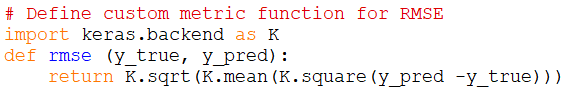 # Define custom metric function for RMSE
import keras.backend as K
def rmse (y_true, y_pred):
    return K.sqrt(K.mean(K.square(y_pred -y_true)))